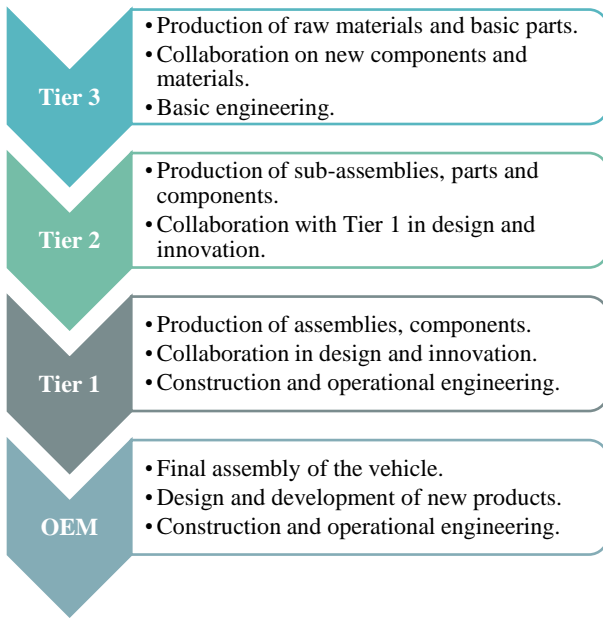 Tier 3
• Production of raw materials and basic parts.
• Collaboration on new components and
materials.
• Basic engineering.
Tier 2
• Production of sub-assemblies, parts and
components.
• Collaboration with Tier 1 in design and
innovation.
Tier 1
• Production of assemblies, components.
• Collaboration in design and innovation.
• Construction and operational engineering.
OEM
• Final assembly of the vehicle.
• Design and development of new products.
• Construction and operational engineering.